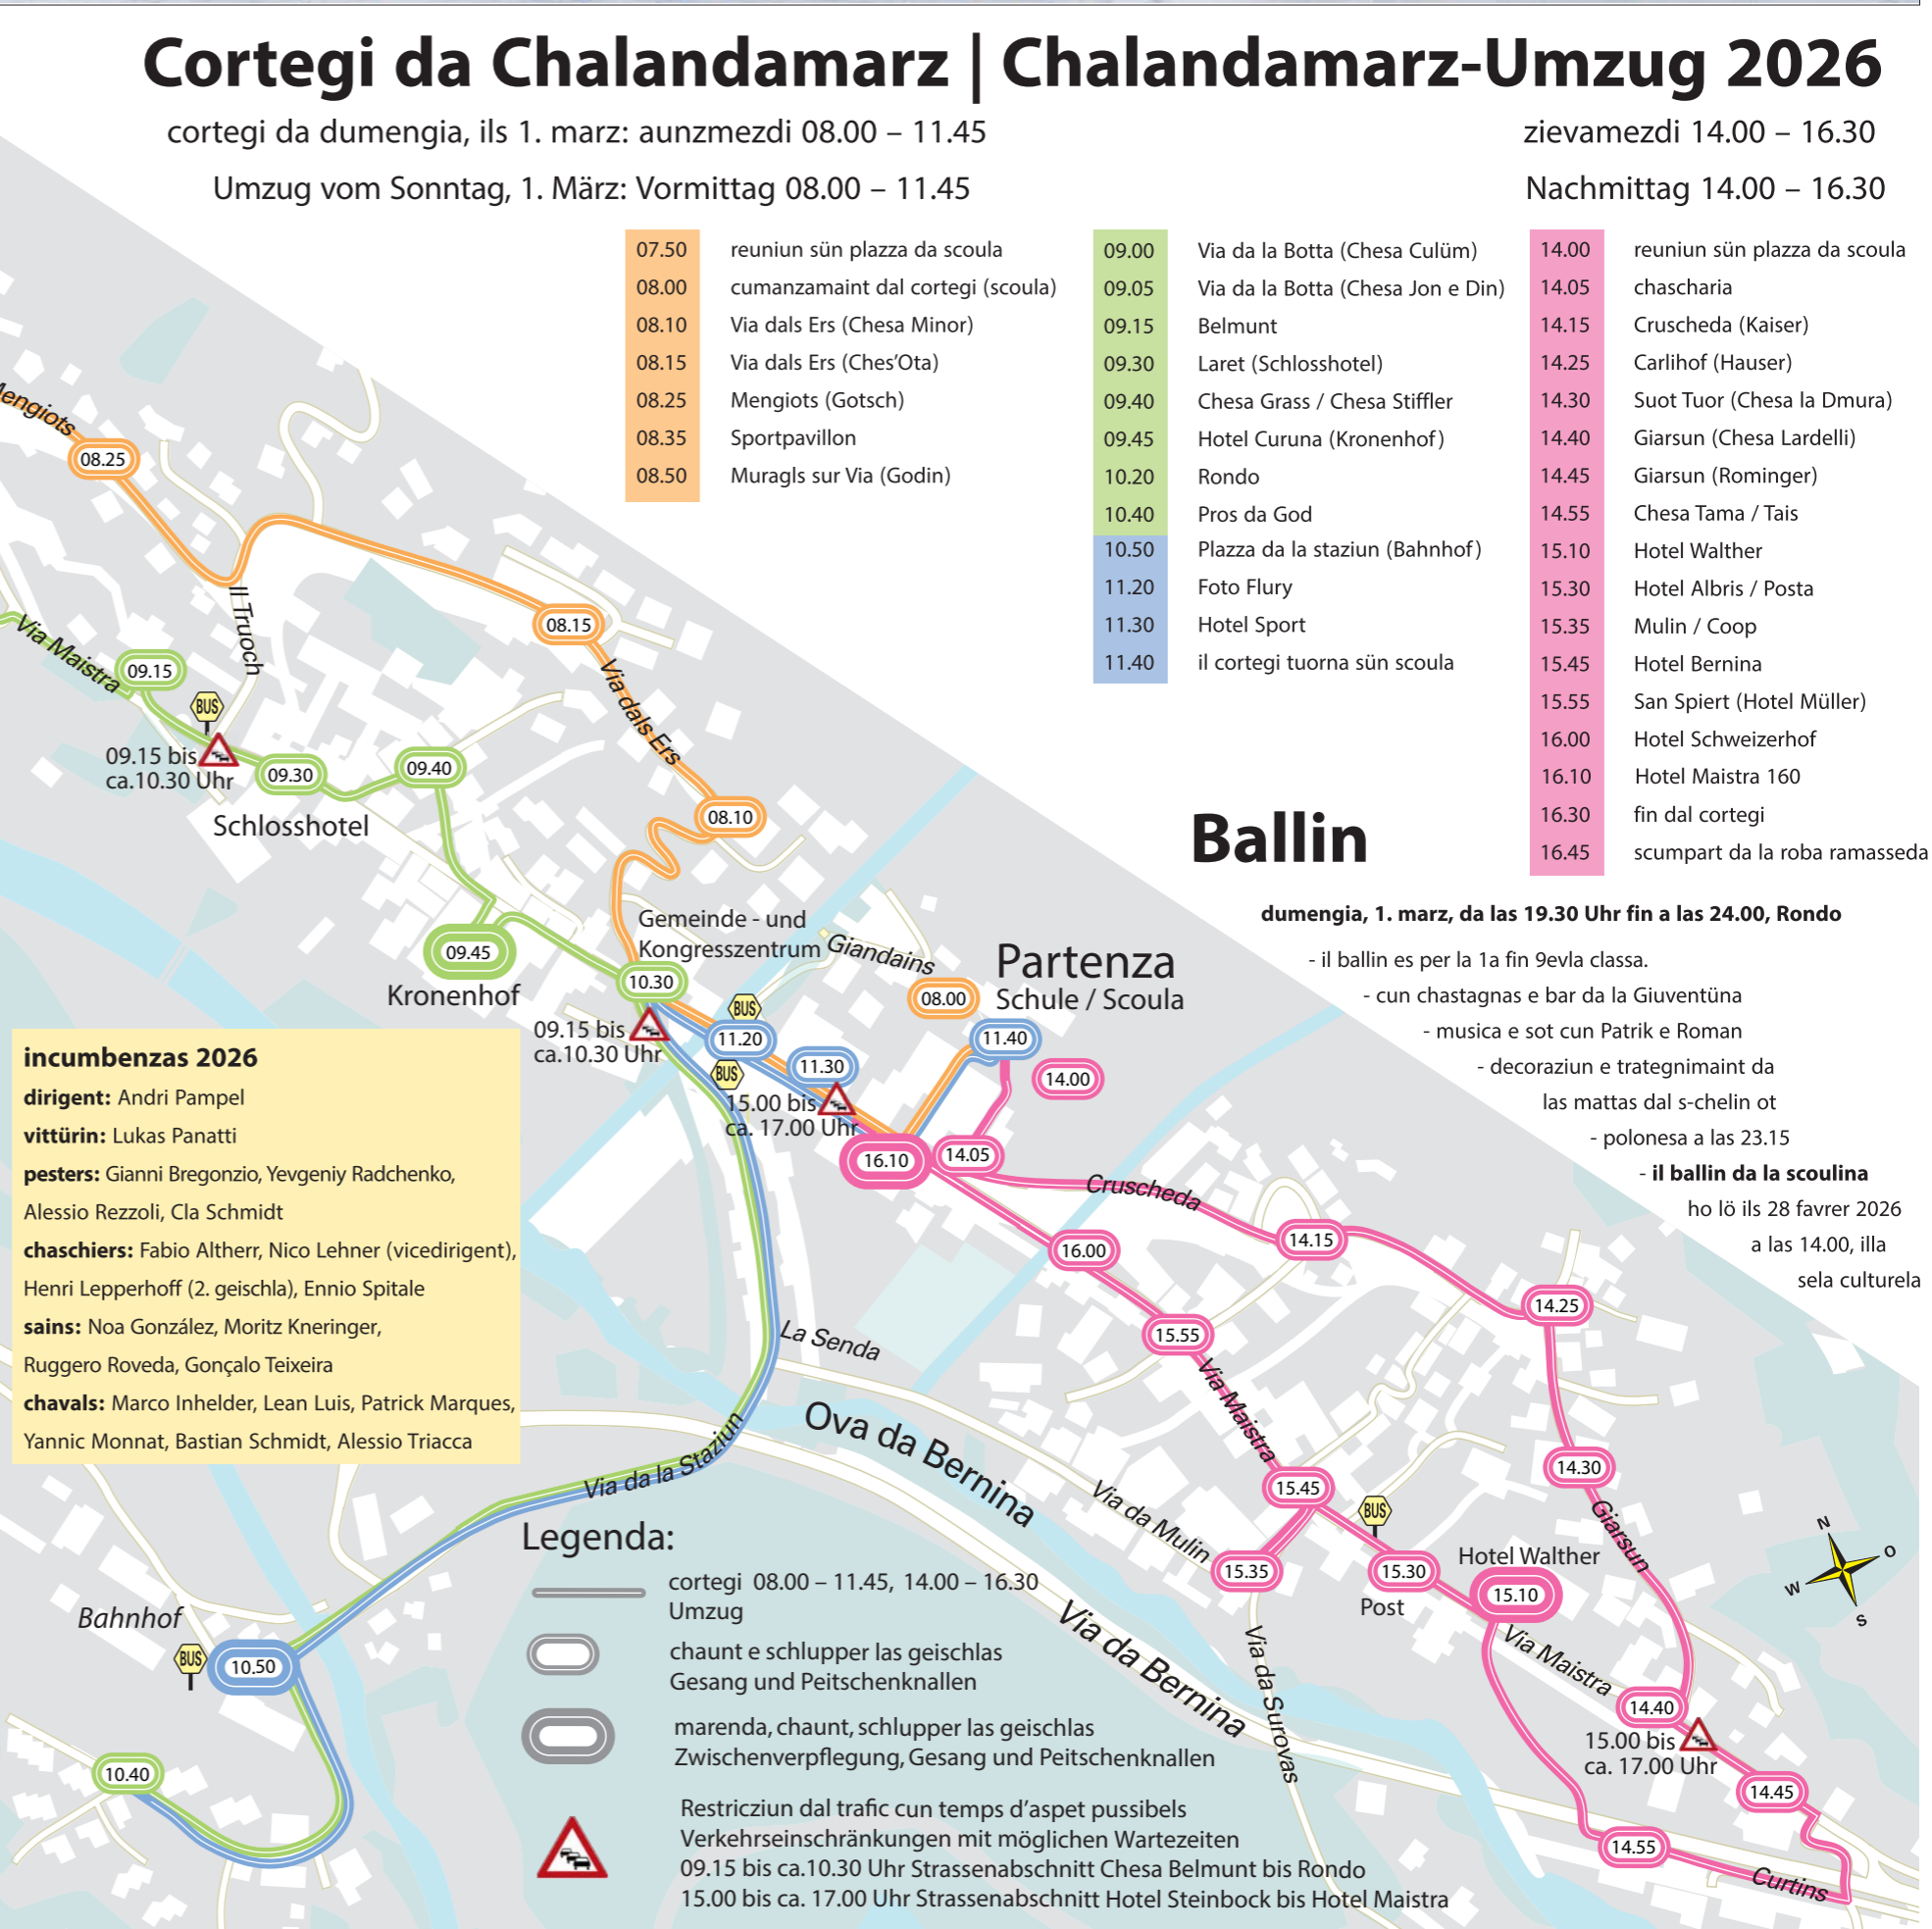 Cortegi da Chalandamarz | Chalandamarz-Umzug 2026
cortegi da dumengia, ils 1. marz: aunzmezdi 08.00 – 11.45
zievamezdi 14.00 – 16.30
Umzug vom Sonntag, 1. März: Vormittag 08.00 – 11.45
Nachmittag 14.00 – 16.30
07.50 reuniun sün plazza da scoula
08.00 cumanzamaint dal cortegi (scoula)
08.10 Via dals Ers (Chesa Minor)
08.15 Via dals Ers (Ches'Ota)
08.25 Mengiots (Gotsch)
08.35 Sportpavillon
08.50 Muragls sur Via (Godin)
09.00 Via da la Botta (Chesa Culüm)
09.05 Via da la Botta (Chesa Jon e Din)
09.15 Belmunt
09.30 Laret (Schlosshotel)
09.40 Chesa Grass / Chesa Stiffler
09.45 Hotel Curuna (Kronenhof)
10.20 Rondo
10.40 Pros da God
10.50 Plazza da la staziun (Bahnhof)
11.20 Foto Flury
11.30 Hotel Sport
11.40 il cortegi tuorna sün scoula
14.00 reuniun sün plazza da scoula
14.05 chascharia
14.15 Cruscheda (Kaiser)
14.25 Carlihof (Hauser)
14.30 Suot Tuor (Chesa la Dmura)
14.40 Giarsun (Chesa Lardelli)
14.45 Giarsun (Rominger)
14.55 Chesa Tama / Tais
15.10 Hotel Walther
15.30 Hotel Albris / Posta
15.35 Mulin / Coop
15.45 Hotel Bernina
15.55 San Spiert (Hotel Müller)
16.00 Hotel Schweizerhof
16.10 Hotel Maistra 160
16.30 fin dal cortegi
16.45 scumpart da la roba ramasseda
Ballin
dumengia, 1. marz, da las 19.30 Uhr fin a las 24.00, Rondo
- il ballin es per la 1a fin 9evla classa.
- cun chastagnas e bar da la Giuventüna
- musica e sot cun Patrik e Roman
- decoraziun e trategnimaint da
las mattas dal s-chelin ot
- polonesa a las 23.15
- il ballin da la scoulina
ho lö ils 28 favrer 2026
a las 14.00, illa
sela culturela
Mengiots
08.25
Il Truoch
08.15
Via dals Ers
08.10
Via Maistra
09.15
BUS
09.15 bis
ca.10.30 Uhr
09.30
09.40
Schlosshotel
09.45
Kronenhof
Gemeinde - und
Kongresszentrum
Giandains
10.30
09.15 bis
ca.10.30 Uhr
BUS
11.20
BUS
11.30
15.00 bis
ca. 17.00 Uhr
Partenza
Schule / Scoula
08.00
11.40
14.00
16.10
14.05
Cruscheda
14.15
14.25
16.00
15.55
Via Maistra
15.45
14.30
Giarsun
La Senda
Ova da Bernina
Via da Mulin
15.35
BUS
15.30
Post
Hotel Walther
15.10
Via Maistra
14.40
15.00 bis
ca. 17.00 Uhr
14.45
14.55
Curtins
Via da Bernina
Via da Surovas
N
O
W
S
incumbenzas 2026
dirigent: Andri Pampel
vittürin: Lukas Panatti
pesters: Gianni Bregonzio, Yevgeniy Radchenko,
Alessio Rezzoli, Cla Schmidt
chaschiers: Fabio Altherr, Nico Lehner (vicedirigent),
Henri Lepperhoff (2. geischla), Ennio Spitale
sains: Noa González, Moritz Kneringer,
Ruggero Roveda, Gonçalo Teixeira
chavals: Marco Inhelder, Lean Luis, Patrick Marques,
Yannic Monnat, Bastian Schmidt, Alessio Triacca
Via da la Staziun
Bahnhof
BUS
10.50
10.40
Legenda:
cortegi 08.00 – 11.45, 14.00 – 16.30
Umzug
chaunt e schlupper las geischlas
Gesang und Peitschenknallen
marenda, chaunt, schlupper las geischlas
Zwischenverpflegung, Gesang und Peitschenknallen
Restricziun dal trafic cun temps d'aspet pussibels
Verkehrseinschränkungen mit möglichen Wartezeiten
09.15 bis ca.10.30 Uhr Strassenabschnitt Chesa Belmunt bis Rondo
15.00 bis ca. 17.00 Uhr Strassenabschnitt Hotel Steinbock bis Hotel Maistra